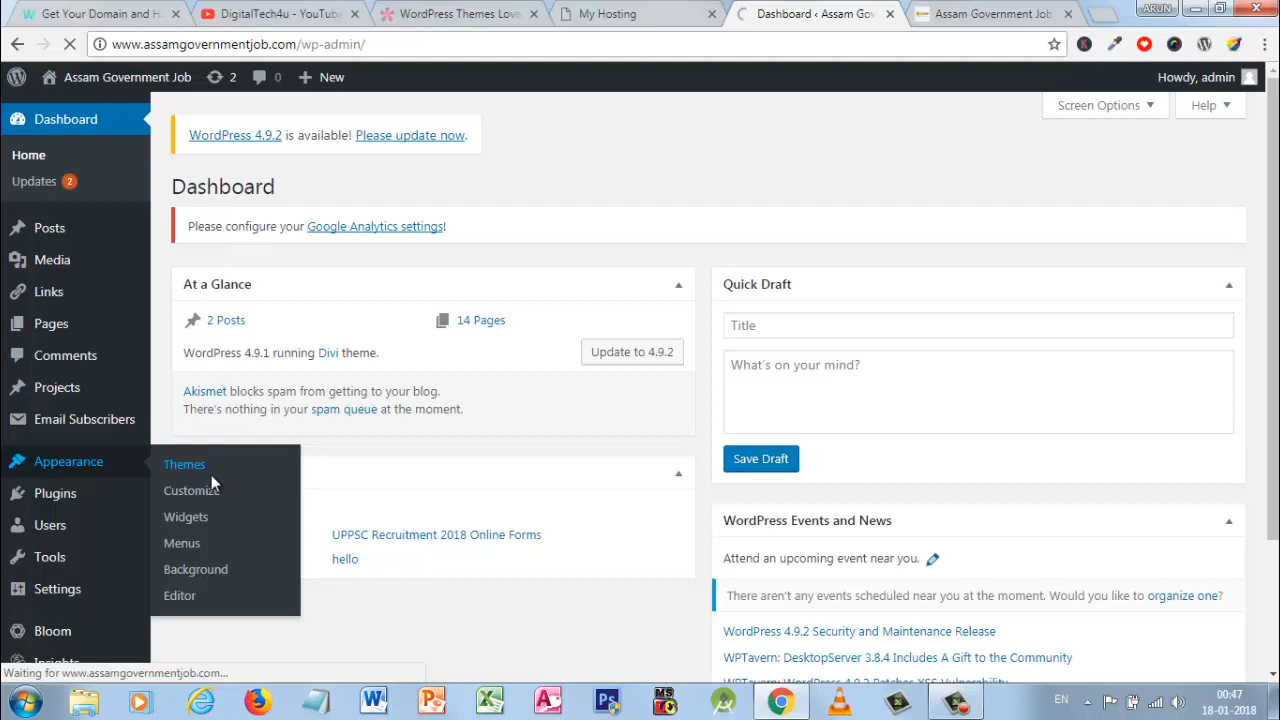 Get Your Domain and H
DigitalTech4u - YouTube
WordPress Themes Love
My Hosting
Dashboard ‹ Assam Gov
Assam Government Job
ARUN
www.assamgovernmentjob.com/wp-admin/
Assam Government Job
2
0
New
Howdy, admin
Dashboard
Home
Updates 2
Posts
Media
Links
Pages
Comments
Projects
Email Subscribers
Appearance
Plugins
Users
Tools
Settings
Bloom
Themes
Customize
Widgets
Menus
Background
Editor
Screen Options
Help
WordPress 4.9.2 is available! Please update now.
Dashboard
Please configure your Google Analytics settings!
At a Glance
2 Posts
14 Pages
WordPress 4.9.1 running Divi theme.
Update to 4.9.2
Akismet blocks spam from getting to your blog.
There's nothing in your spam queue at the moment.
UPPSC Recruitment 2018 Online Forms
hello
Quick Draft
Title
What's on your mind?
Save Draft
WordPress Events and News
Attend an upcoming event near you.
There aren't any events scheduled near you at the moment. Would you like to organize one?
WordPress 4.9.2 Security and Maintenance Release
WPTavern: DesktopServer 3.8.4 Includes A Gift to the Community
Waiting for www.assamgovernmentjob.com...
EN
00:47
18-01-2018